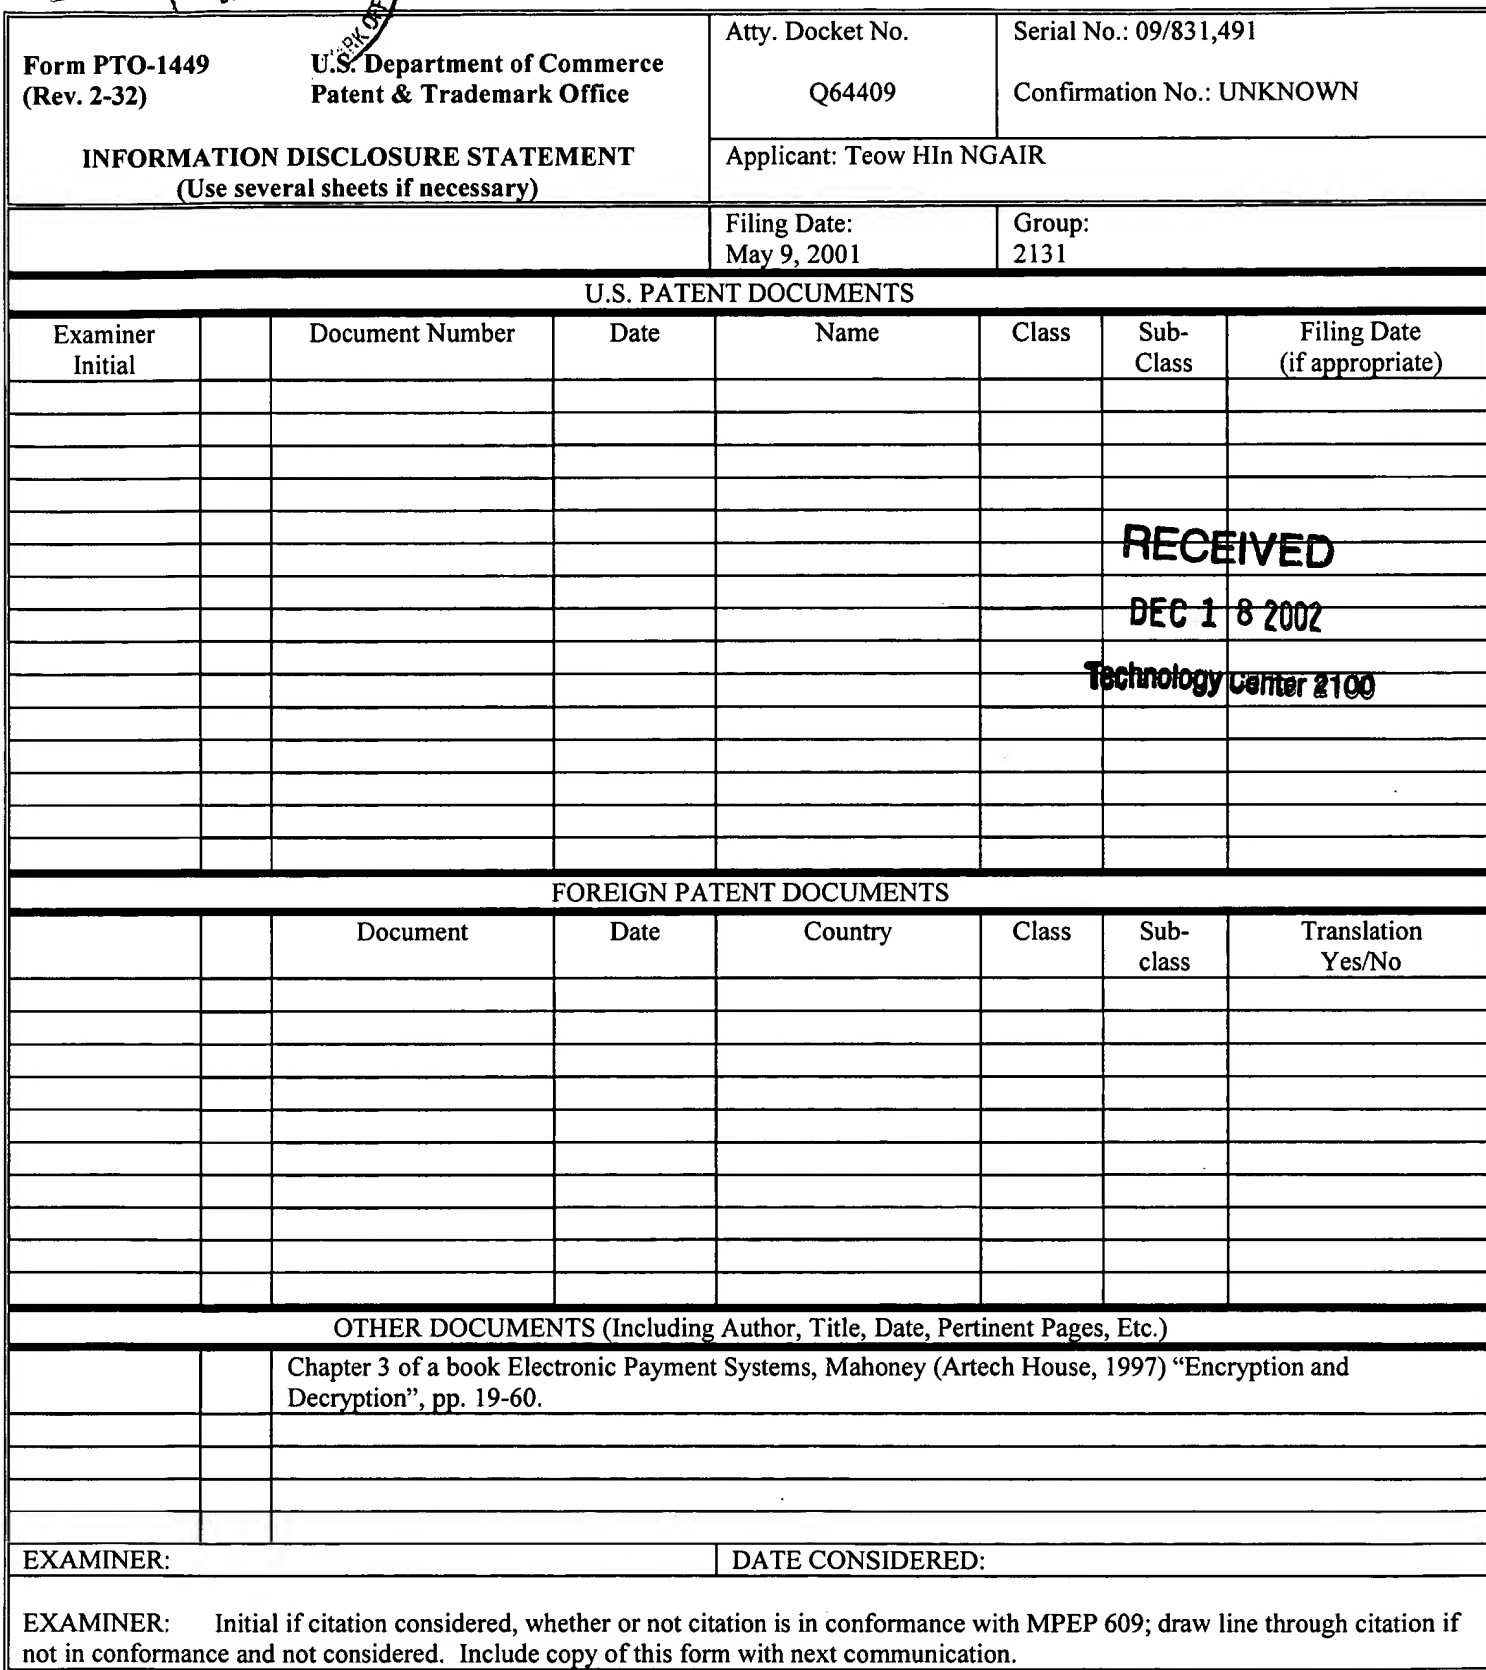 Form PTO-1449
(Rev. 2-32)
U.S. Department of Commerce
Patent & Trademark Office
INFORMATION DISCLOSURE STATEMENT
(Use several sheets if necessary)
Atty. Docket No.
Q64409
Serial No.: 09/831,491
Confirmation No.: UNKNOWN
Applicant: Teow HIn NGAIR
Filing Date:
May 9, 2001
Group:
2131
U.S. PATENT DOCUMENTS
Examiner
Initial
Document Number
Date
Name
Class
Sub-
Class
Filing Date
(if appropriate)
RECEIVED
DEC 18 2002
Technology Center 2100
FOREIGN PATENT DOCUMENTS
Document
Date
Country
Class
Sub-
class
Translation
Yes/No
OTHER DOCUMENTS (Including Author, Title, Date, Pertinent Pages, Etc.)
Chapter 3 of a book Electronic Payment Systems, Mahoney (Artech House, 1997) “Encryption and
Decryption”, pp. 19-60.
EXAMINER:
DATE CONSIDERED:
EXAMINER: Initial if citation considered, whether or not citation is in conformance with MPEP 609; draw line through citation if
not in conformance and not considered. Include copy of this form with next communication.